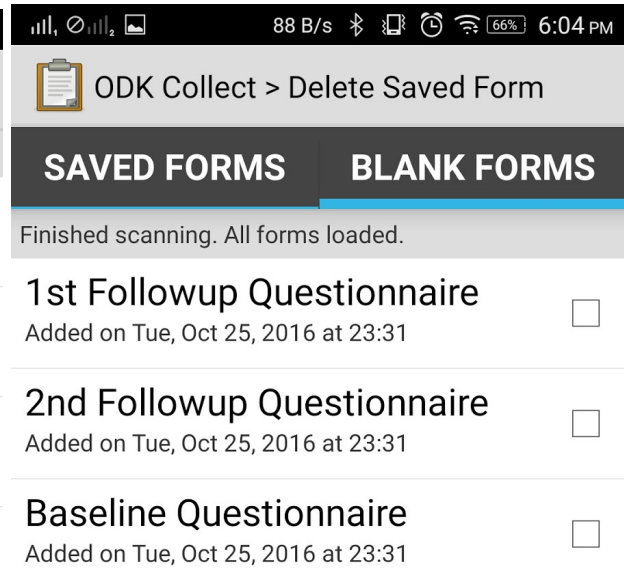 88 B/s 66% 6:04 PM
ODK Collect > Delete Saved Form
SAVED FORMS BLANK FORMS
Finished scanning. All forms loaded.
1st Followup Questionnaire
Added on Tue, Oct 25, 2016 at 23:31
2nd Followup Questionnaire
Added on Tue, Oct 25, 2016 at 23:31
Baseline Questionnaire
Added on Tue, Oct 25, 2016 at 23:31